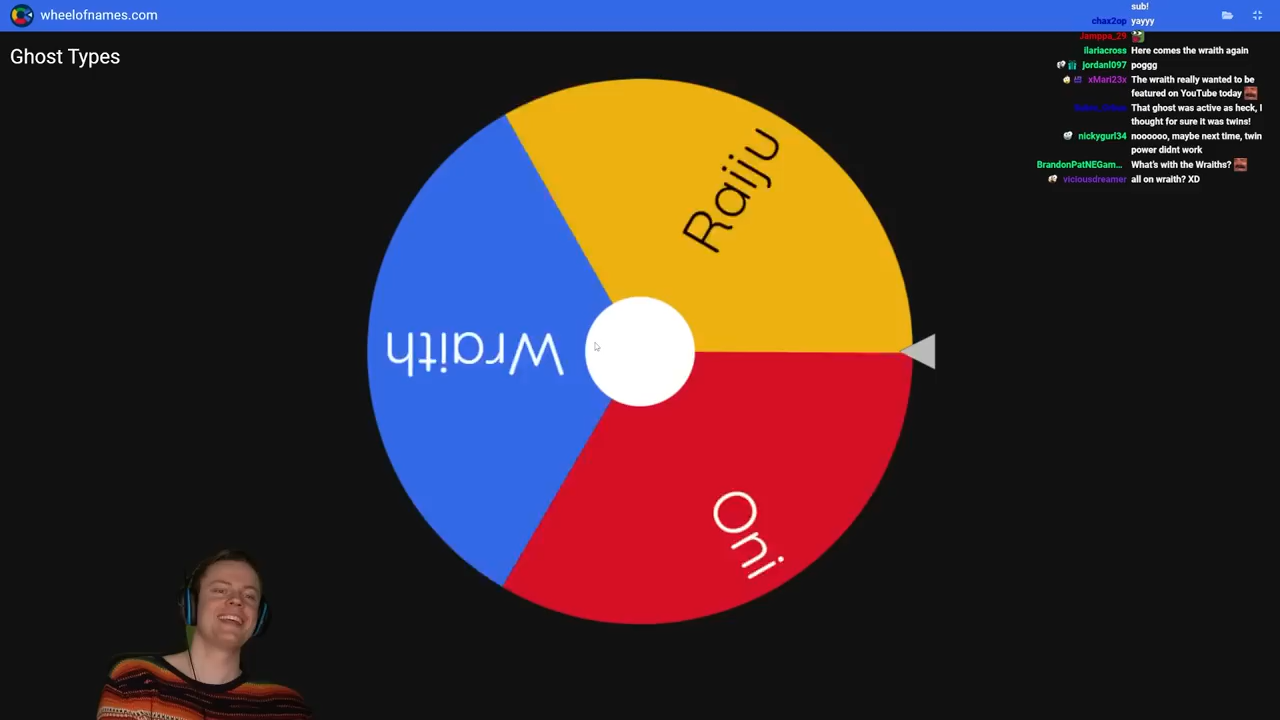 wheelofnames.com
Ghost Types
Raiju
Wraith
Oni
sub!
chax2op yayyy
Jamppa_29
ilariacross Here comes the wraith again
jordanl097 poggg
xMari23x The wraith really wanted to be
featured on YouTube today
That ghost was active as heck, I
thought for sure it was twins!
nickygurl34 noooooo, maybe next time, twin
power didnt work
BrandonPatNEGam... What's with the Wraiths?
viciousdreamer all on wraith? XD